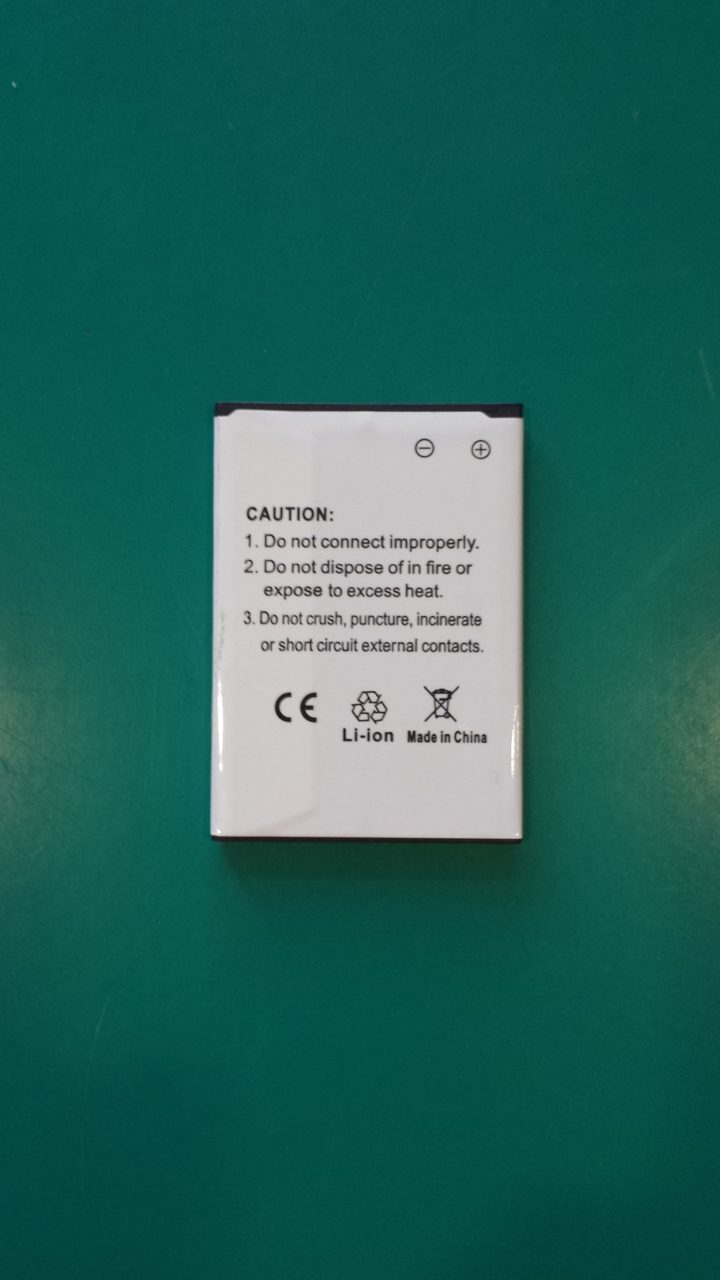 ⊖ ⊕
CAUTION:
1. Do not connect improperly.
2. Do not dispose of in fire or
expose to excess heat.
3. Do not crush, puncture, incinerate
or short circuit external contacts.
CE
Li-ion Made in China